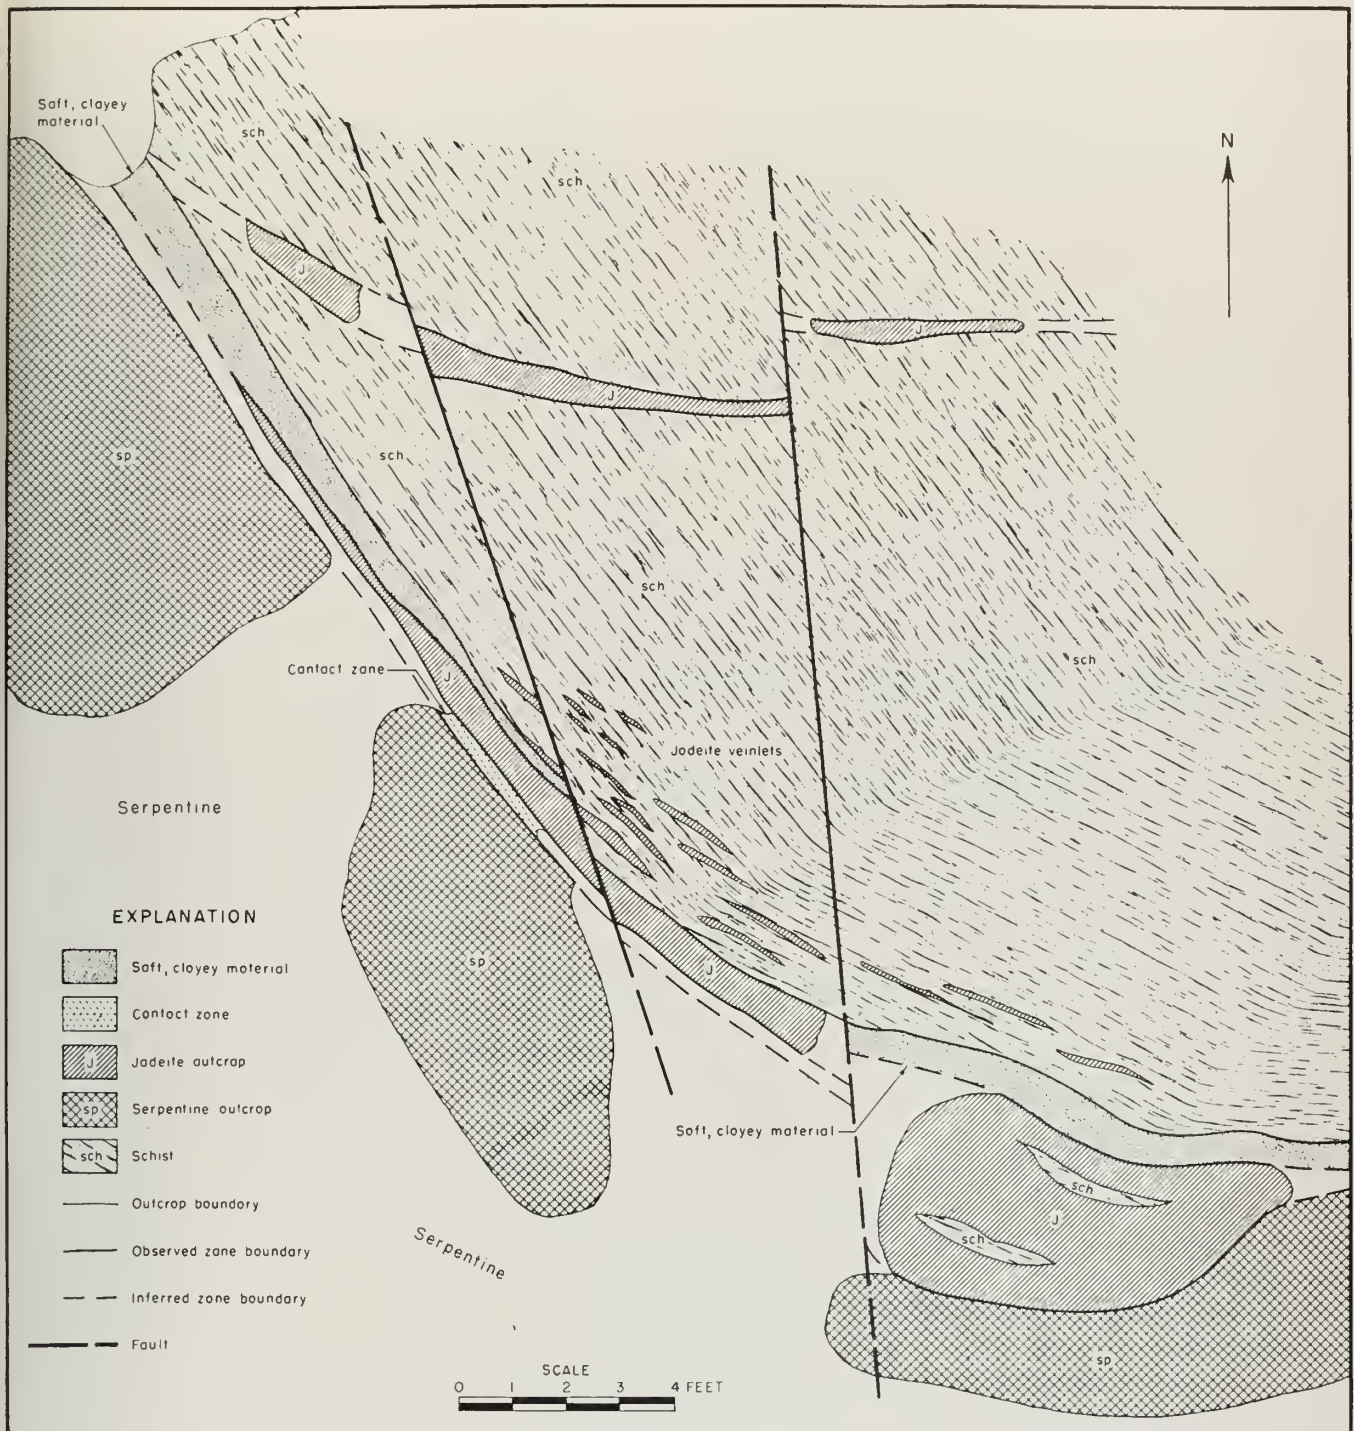 Soft, clayey
material
N
sch
sch
J
J
J
sp
sch
sch
sch
Contact zone
J
Jadeite veinlets
Serpentine
EXPLANATION
Soft, clayey material
Contact zone
J Jadeite outcrop
sp Serpentine outcrop
sch Schist
Outcrop boundary
Observed zone boundary
Inferred zone boundary
Fault
sp
J
Soft, clayey material
sch
J
sch
Serpentine
sp
SCALE
0 1 2 3 4 FEET